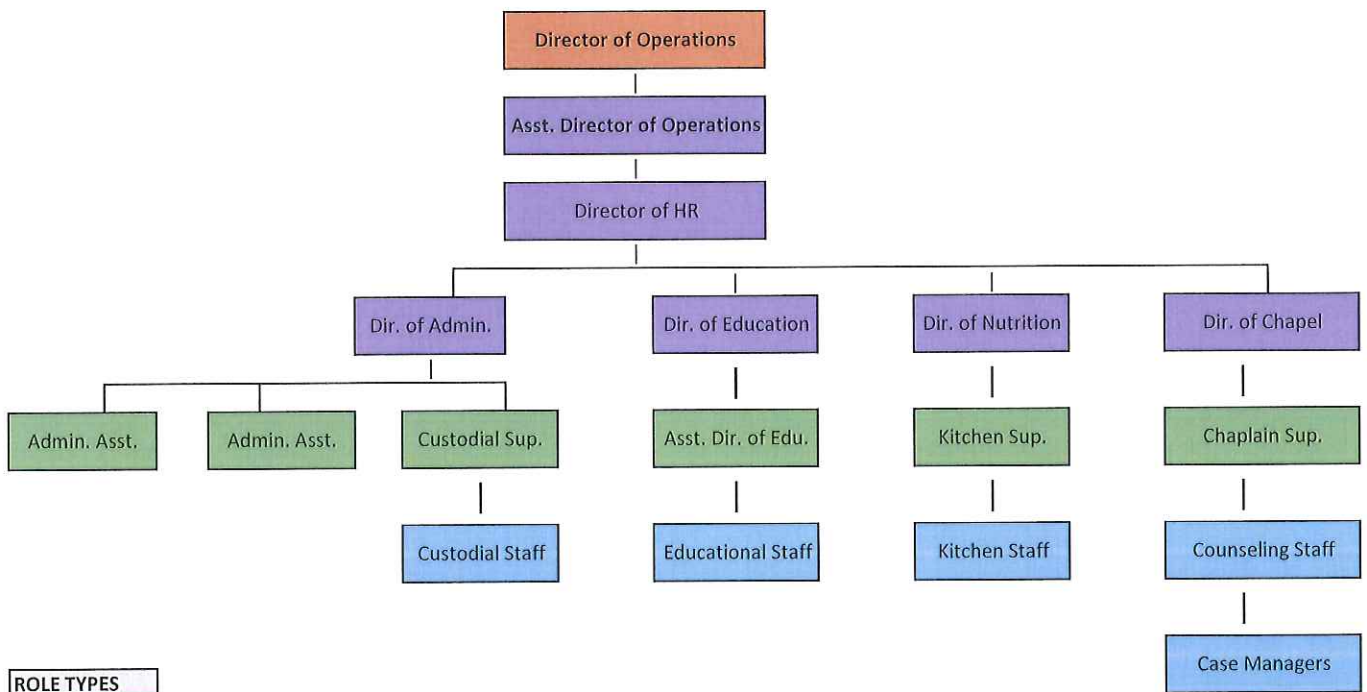 Director of Operations
Asst. Director of Operations
Director of HR
Dir. of Admin.
Dir. of Education
Dir. of Nutrition
Dir. of Chapel
Admin. Asst.
Admin. Asst.
Custodial Sup.
Asst. Dir. of Edu.
Kitchen Sup.
Chaplain Sup.
Custodial Staff
Educational Staff
Kitchen Staff
Counseling Staff
Case Managers
ROLE TYPES